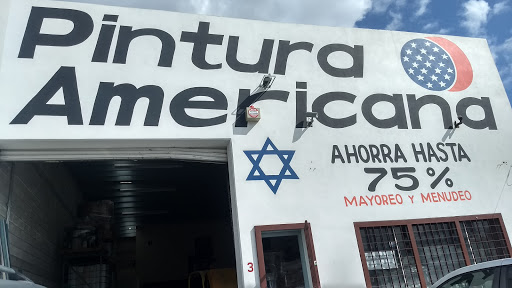 Pintura
Americana
AHORRA HASTA
75%
MAYOREO Y MENUDEO
3